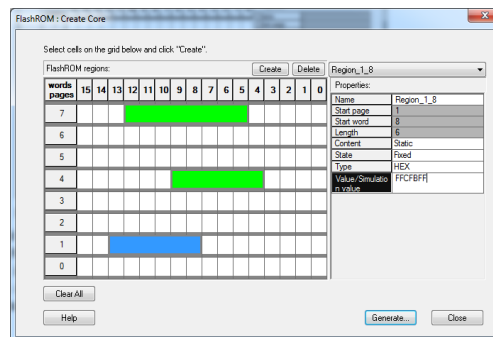 FlashROM : Create Core
Select cells on the grid below and click "Create".
FlashROM regions:
Create
Delete
words
pages
15 14 13 12 11 10 9 8 7 6 5 4 3 2 1 0
7
6
5
4
3
2
1
0
Region_1_8
Properties:
Name Region_1_8
Start page 1
Start word 8
Length 6
Content Static
State Fixed
Type HEX
Value/Simulatio
n value
FFCFBFF
Clear All
Help
Generate...
Close